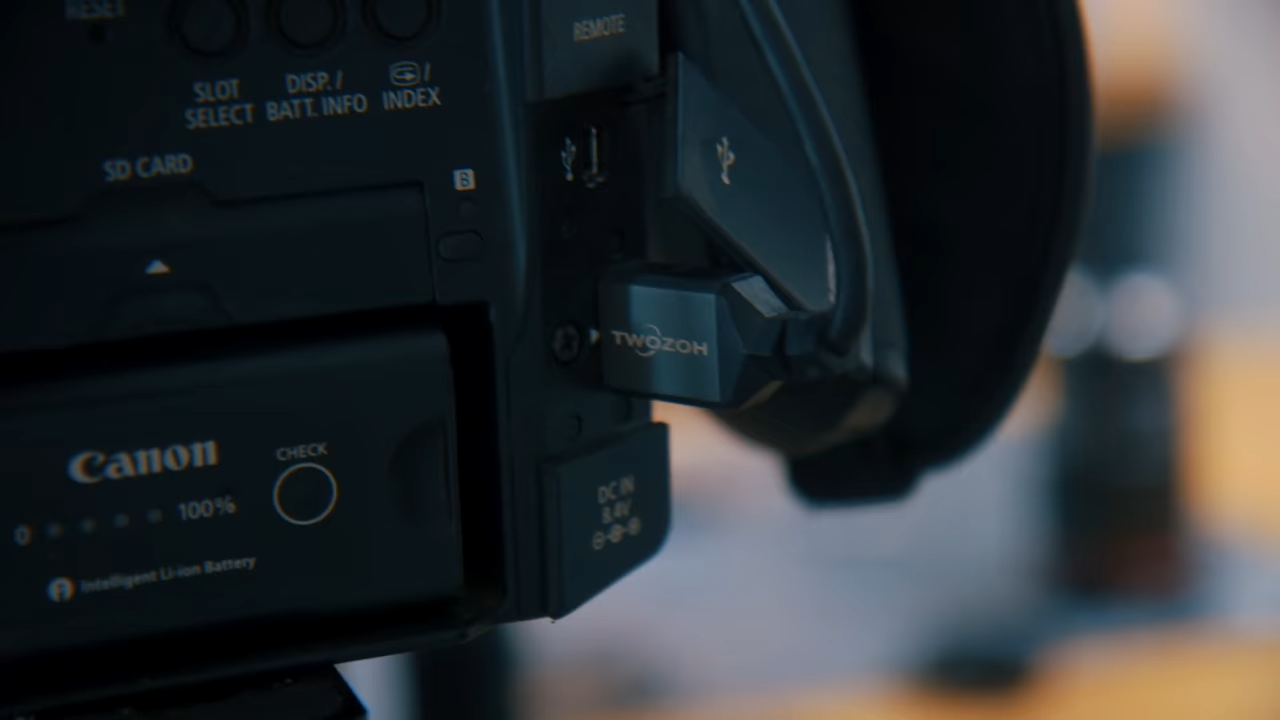 RESET
REMOTE
SLOT
SELECT
DISP. /
BATT. INFO
/
INDEX
SD CARD
B
TWOZOH
Canon
CHECK
0
100%
Intelligent Li-ion Battery
DC IN
8.4V